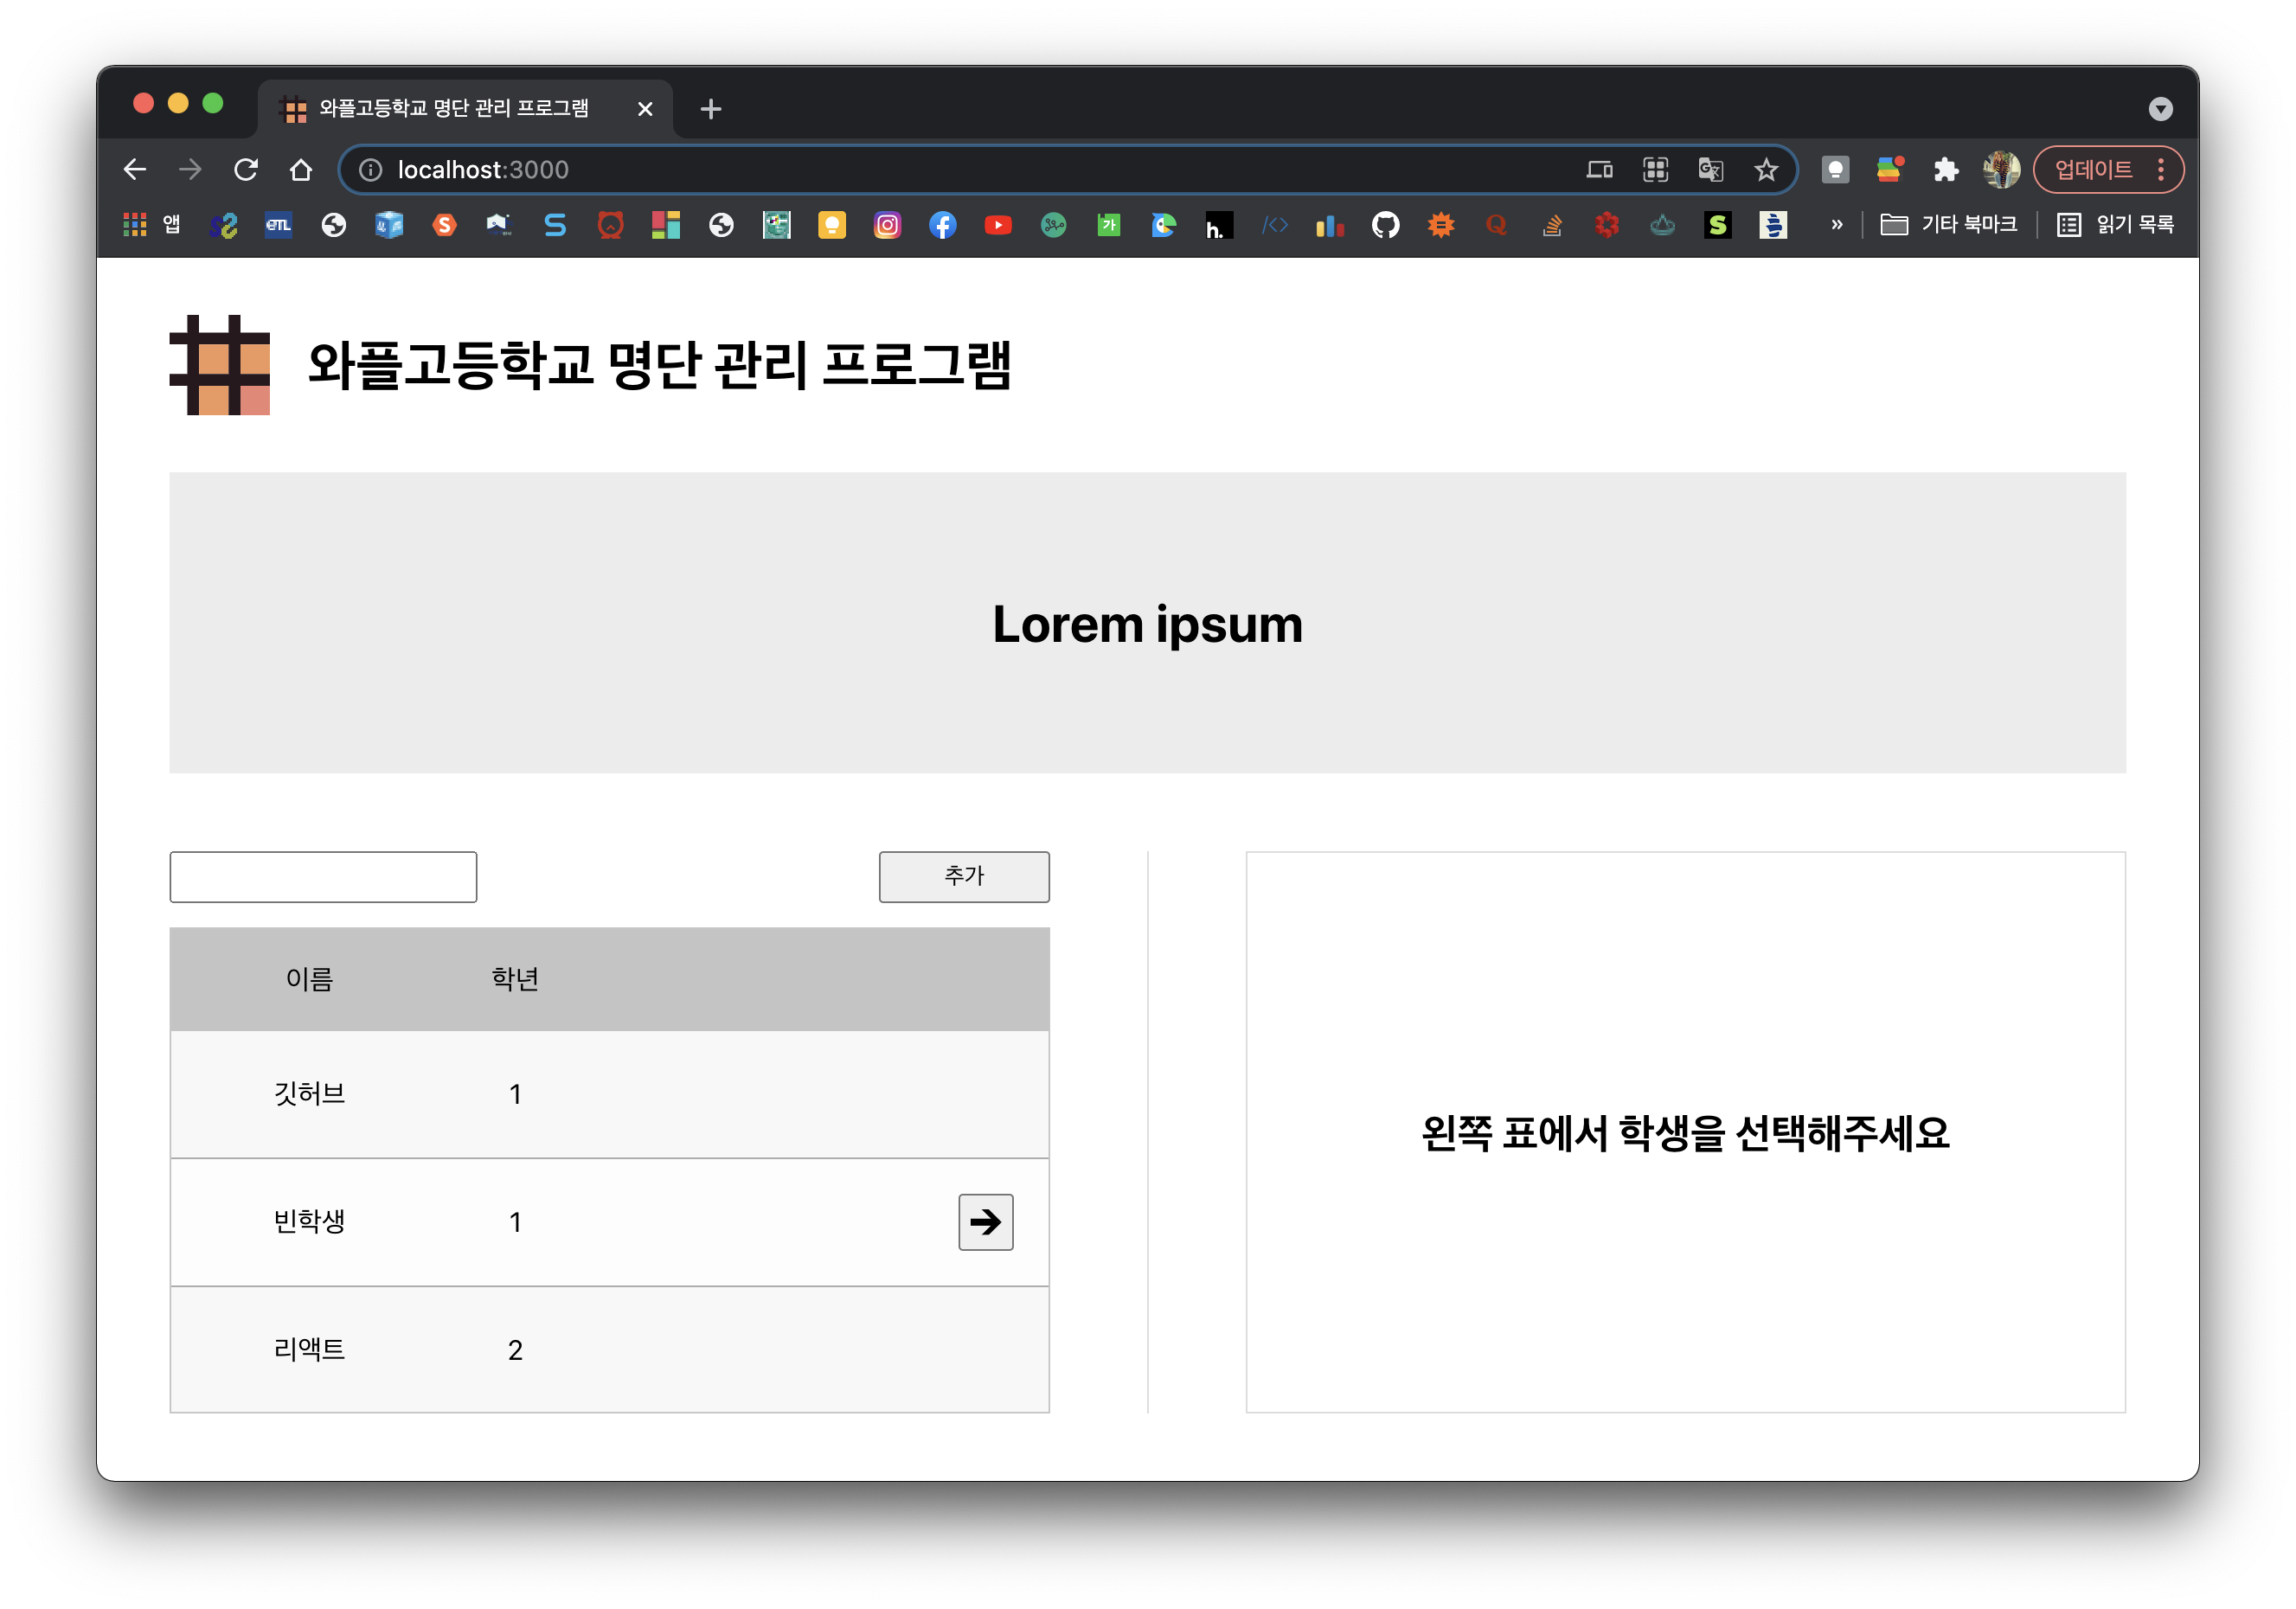 와플고등학교 명단 관리 프로그램
localhost:3000
업데이트
앱
eTL
S
가
h.
Q
S
»
기타 북마크
읽기 목록
와플고등학교 명단 관리 프로그램
Lorem ipsum
추가
이름 학년
깃허브 1
빈학생 1
리액트 2
왼쪽 표에서 학생을 선택해주세요